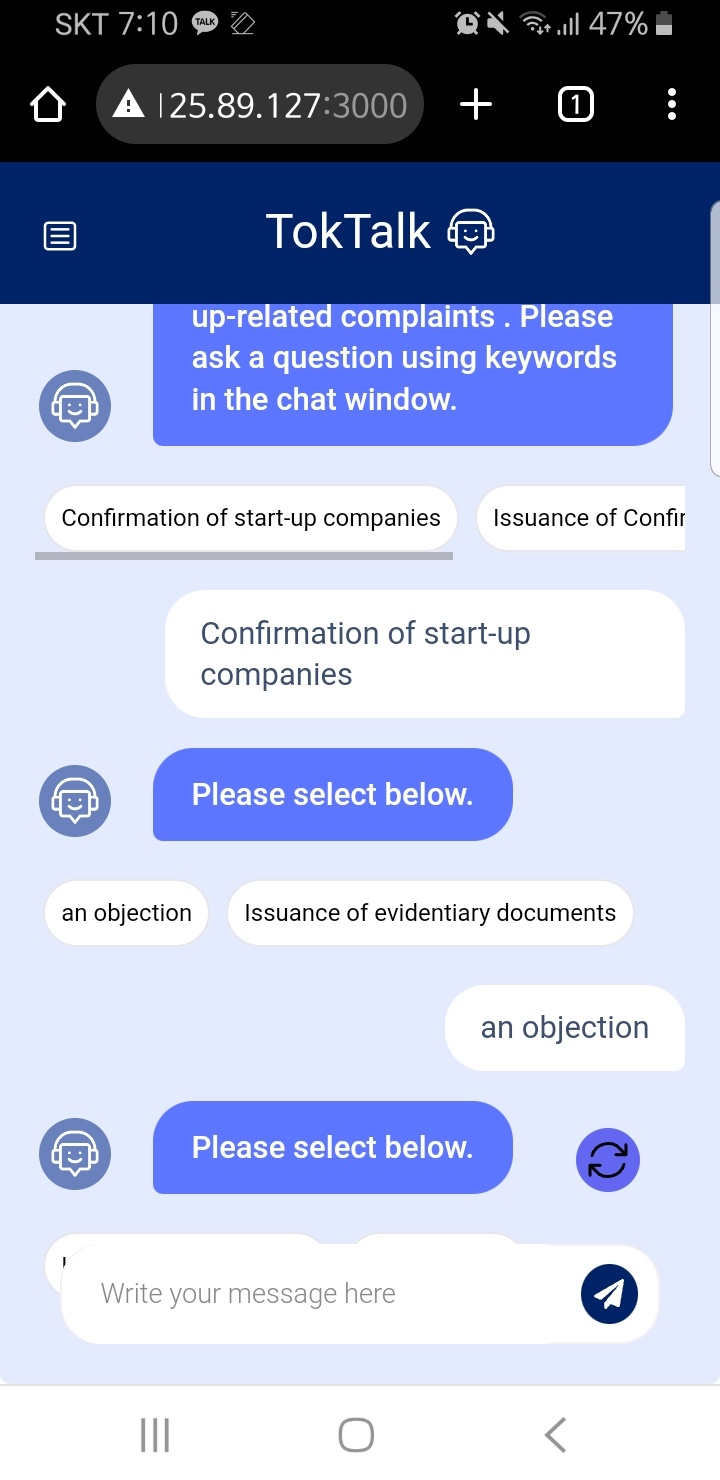 SKT 7:10 TALK 47%
25.89.127:3000 1
TokTalk
up-related complaints . Please
ask a question using keywords
in the chat window.
Confirmation of start-up companies
Issuance of Confir
Confirmation of start-up
companies
Please select below.
an objection
Issuance of evidentiary documents
an objection
Please select below.
Write your message here